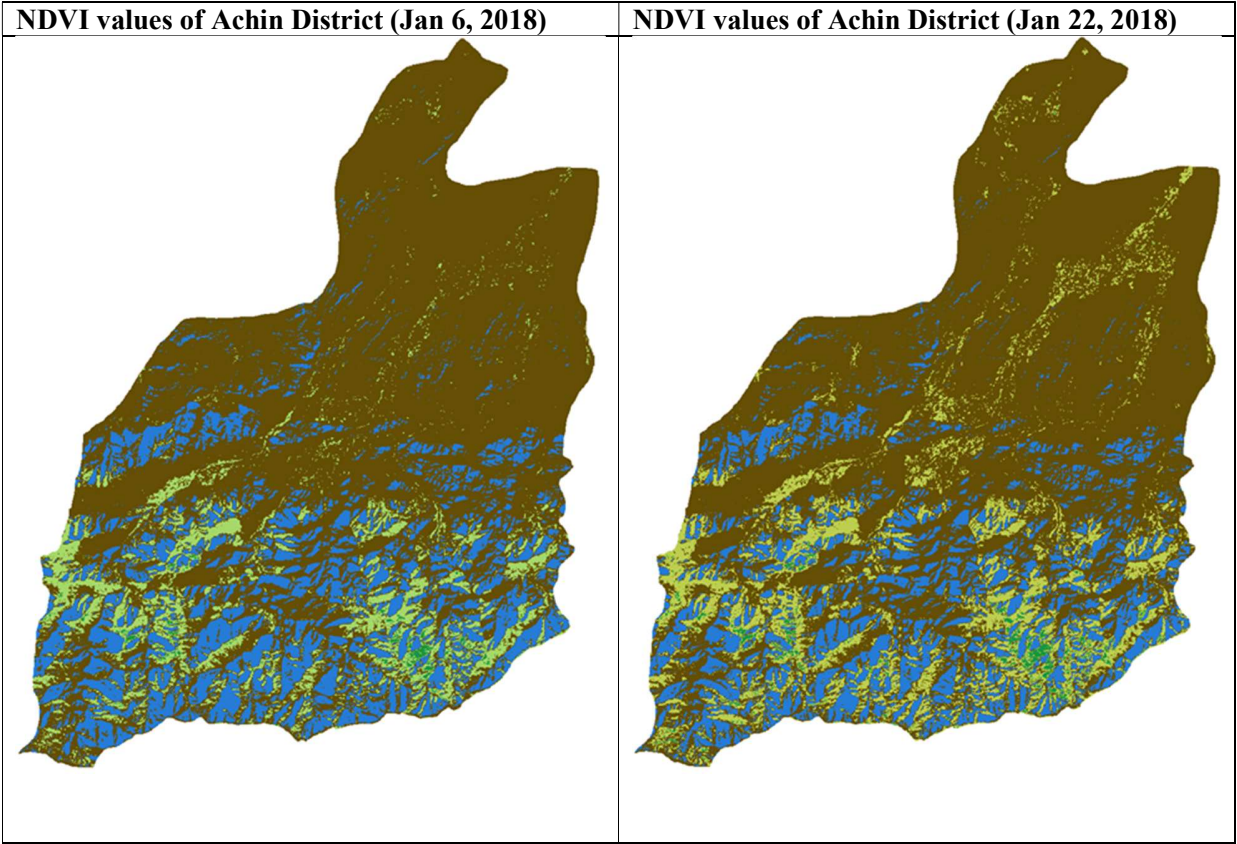 NDVI values of Achin District (Jan 6, 2018)
NDVI values of Achin District (Jan 22, 2018)